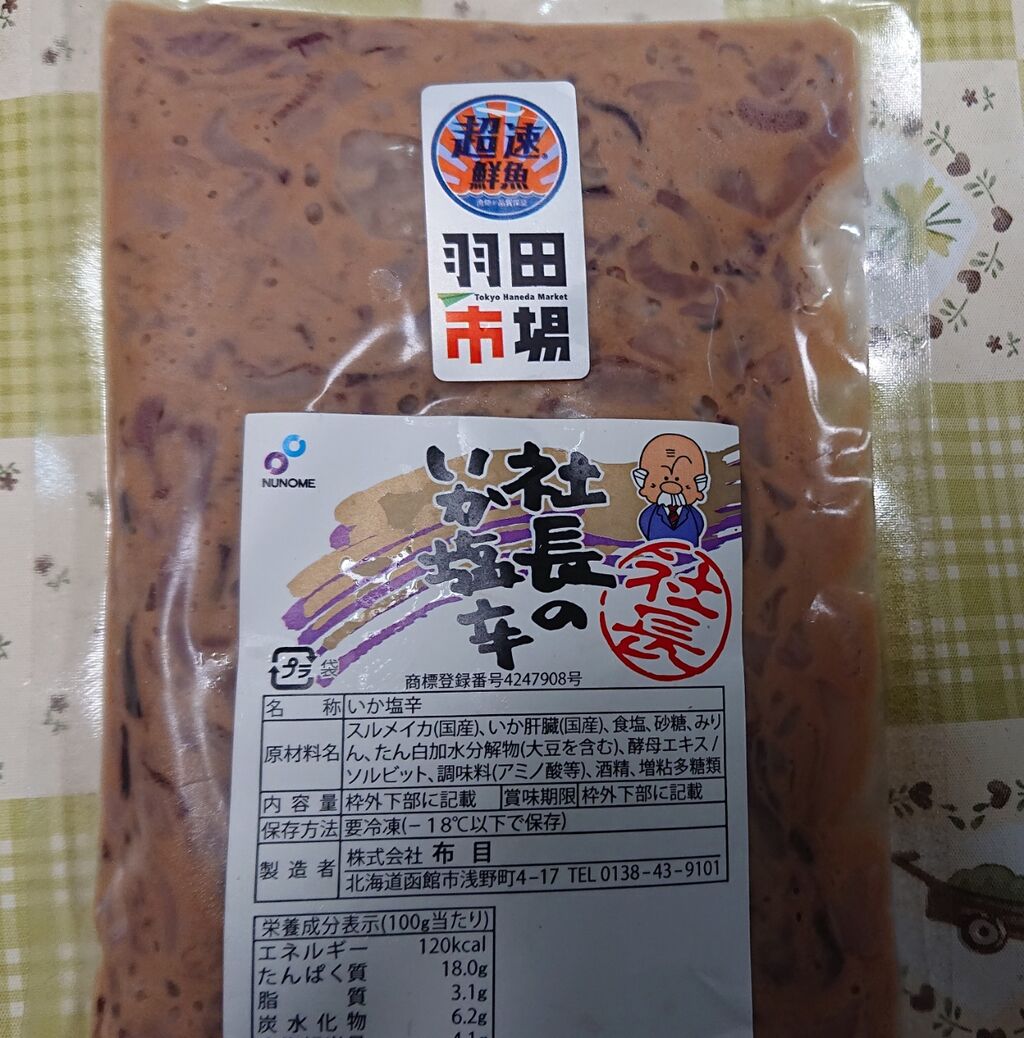 超速
鮮魚
羽田
Tokyo Haneda Market
市場
NUNOME
社長の
いか塩辛
社長
プラ
袋
商標登録番号4247908号
名 称 いか塩辛
原材料名 スルメイカ(国産)、いか肝臓(国産)、食塩、砂糖、みり
ん、たん白加水分解物(大豆を含む)、酵母エキス/
ソルビット、調味料(アミノ酸等)、酒精、増粘多糖類
内容量 枠外下部に記載 賞味期限 枠外下部に記載
保存方法 要冷凍(−18℃以下で保存)
製造者 株式会社 布目
北海道函館市浅野町4−17 TEL 0138−43−9101
栄養成分表示(100g当たり)
エネルギー 120kcal
たんぱく質 18.0g
脂質 3.1g
炭水化物 6.2g